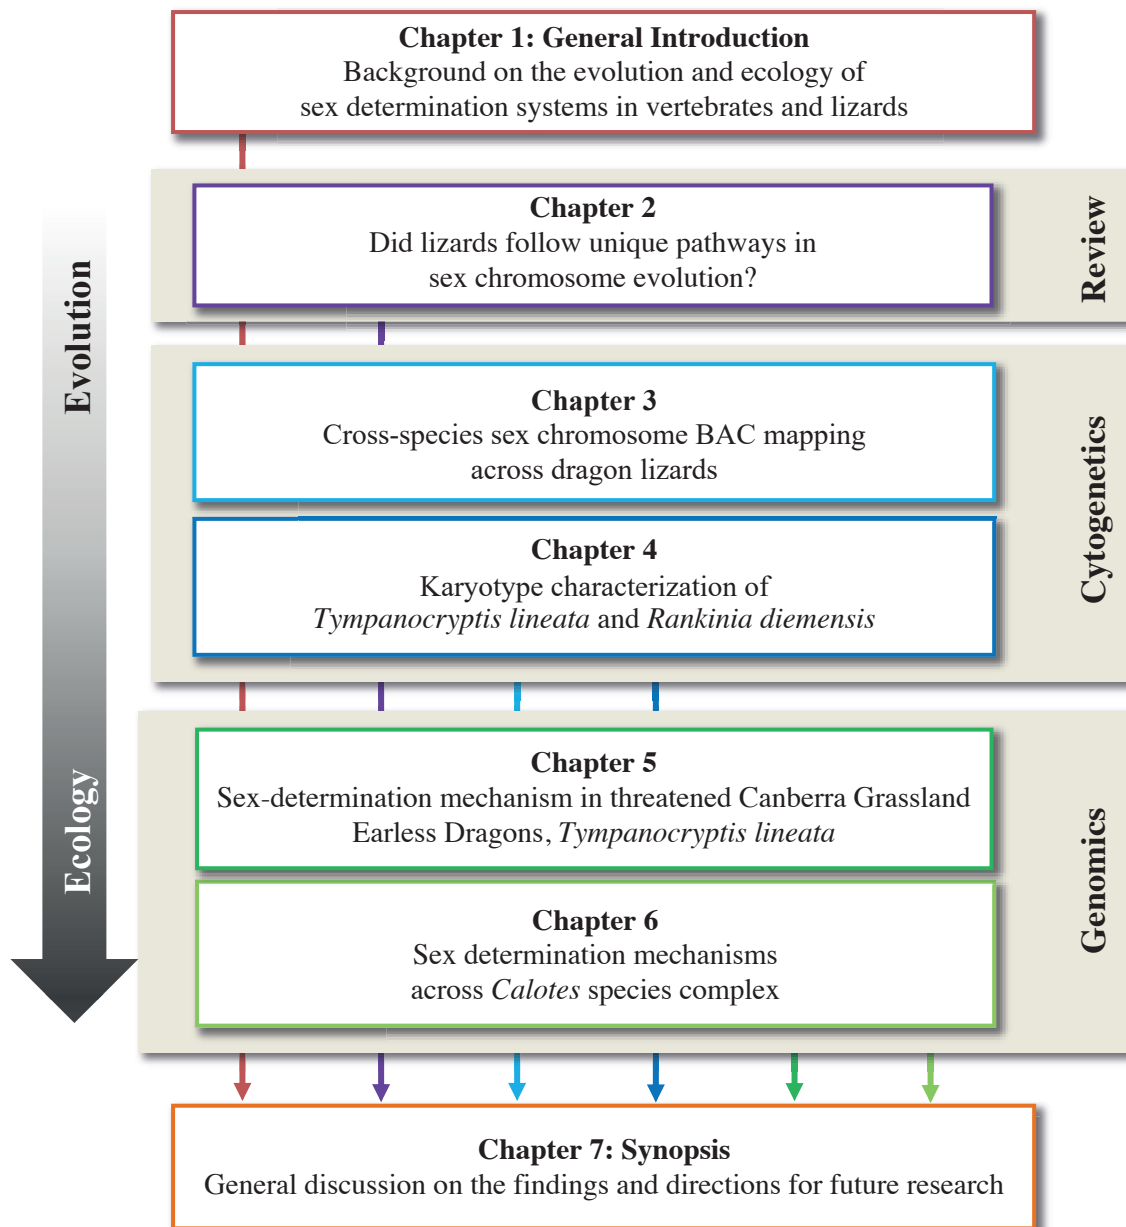 Chapter 1: General Introduction
Background on the evolution and ecology of
sex determination systems in vertebrates and lizards
Evolution
Ecology
Chapter 2
Did lizards follow unique pathways in
sex chromosome evolution?
Review
Chapter 3
Cross-species sex chromosome BAC mapping
across dragon lizards
Chapter 4
Karyotype characterization of
Tympanocryptis lineata and Rankinia diemensis
Cytogenetics
Chapter 5
Sex-determination mechanism in threatened Canberra Grassland
Earless Dragons, Tympanocryptis lineata
Chapter 6
Sex determination mechanisms
across Calotes species complex
Genomics
Chapter 7: Synopsis
General discussion on the findings and directions for future research